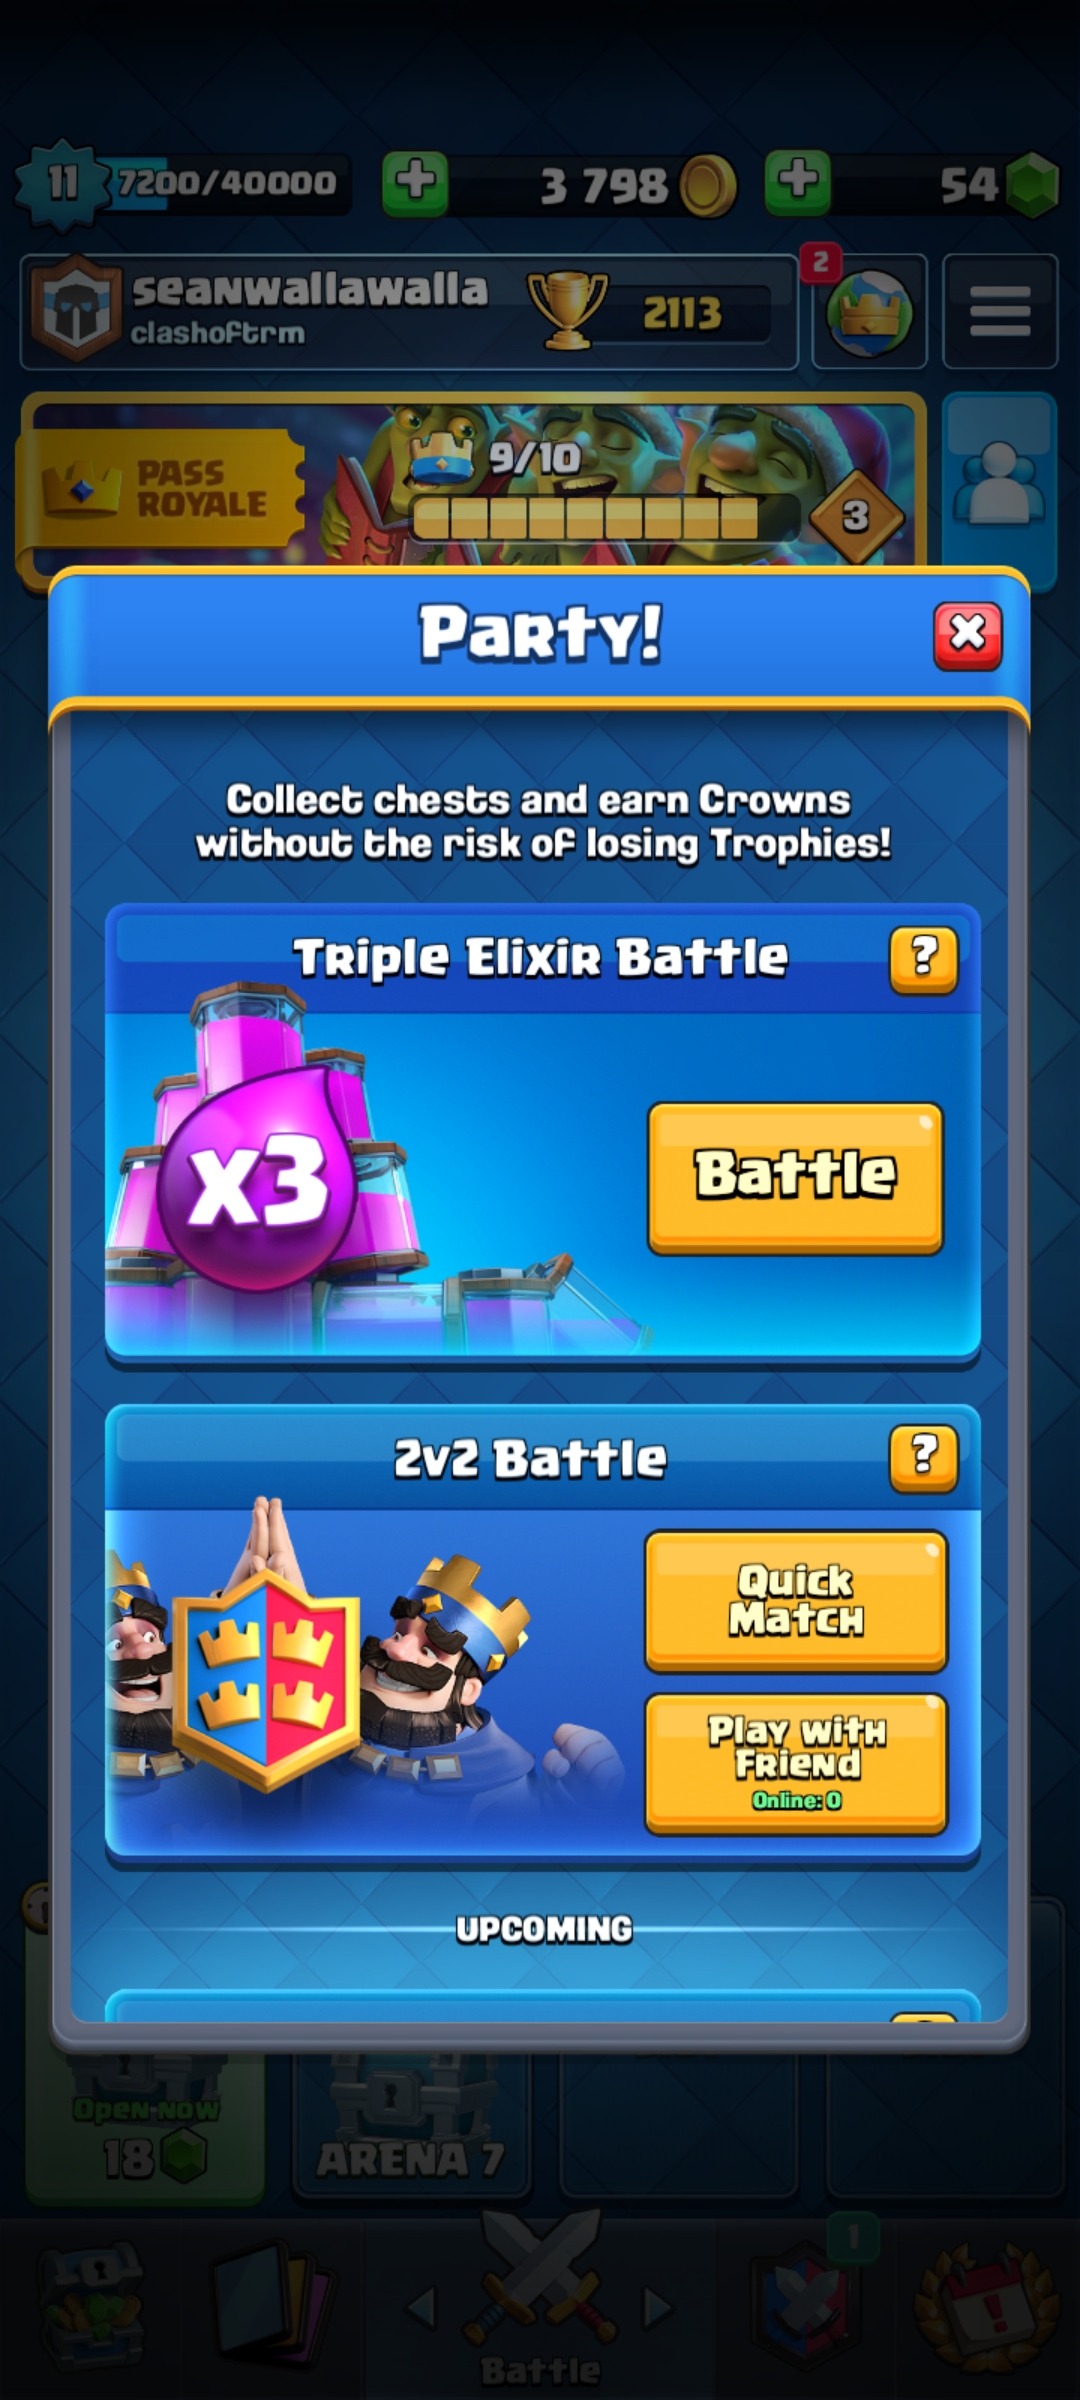 11
7200/40000
3 798
54
seanwallawalla
clashoftrm
2113
2
PASS
ROYALE
9/10
3
Party!
Collect chests and earn Crowns
without the risk of losing Trophies!
Triple Elixir Battle
?
x3
Battle
2v2 Battle
?
Quick
Match
Play with
Friend
Online: 0
UPCOMING
Open now
18
ARENA 7
1
Battle